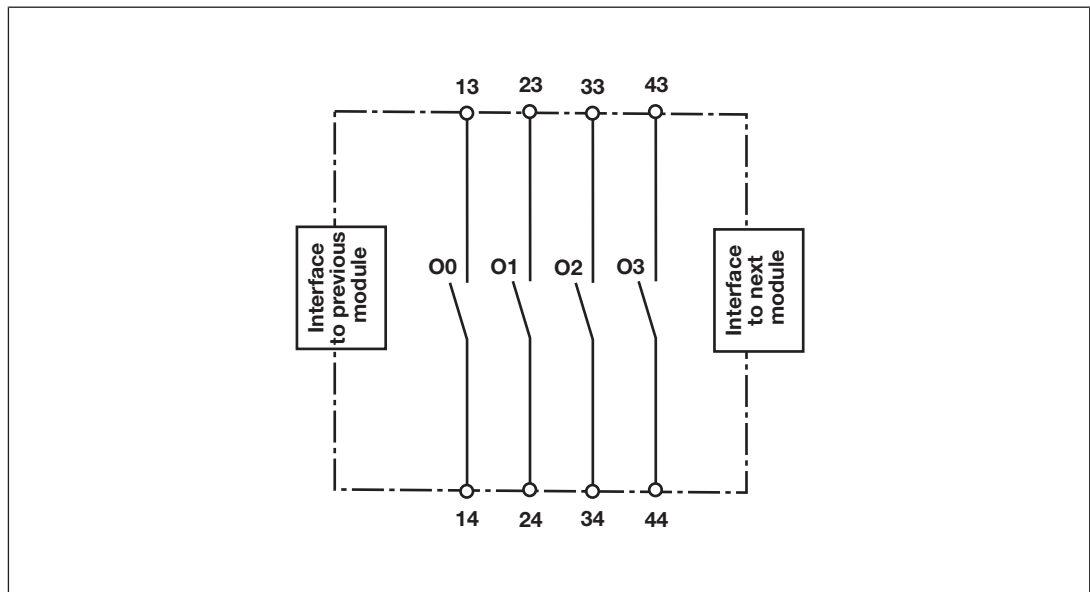 13 23 33 43
Interface
to previous
module
O0 O1 O2 O3
Interface
to next
module
14 24 34 44